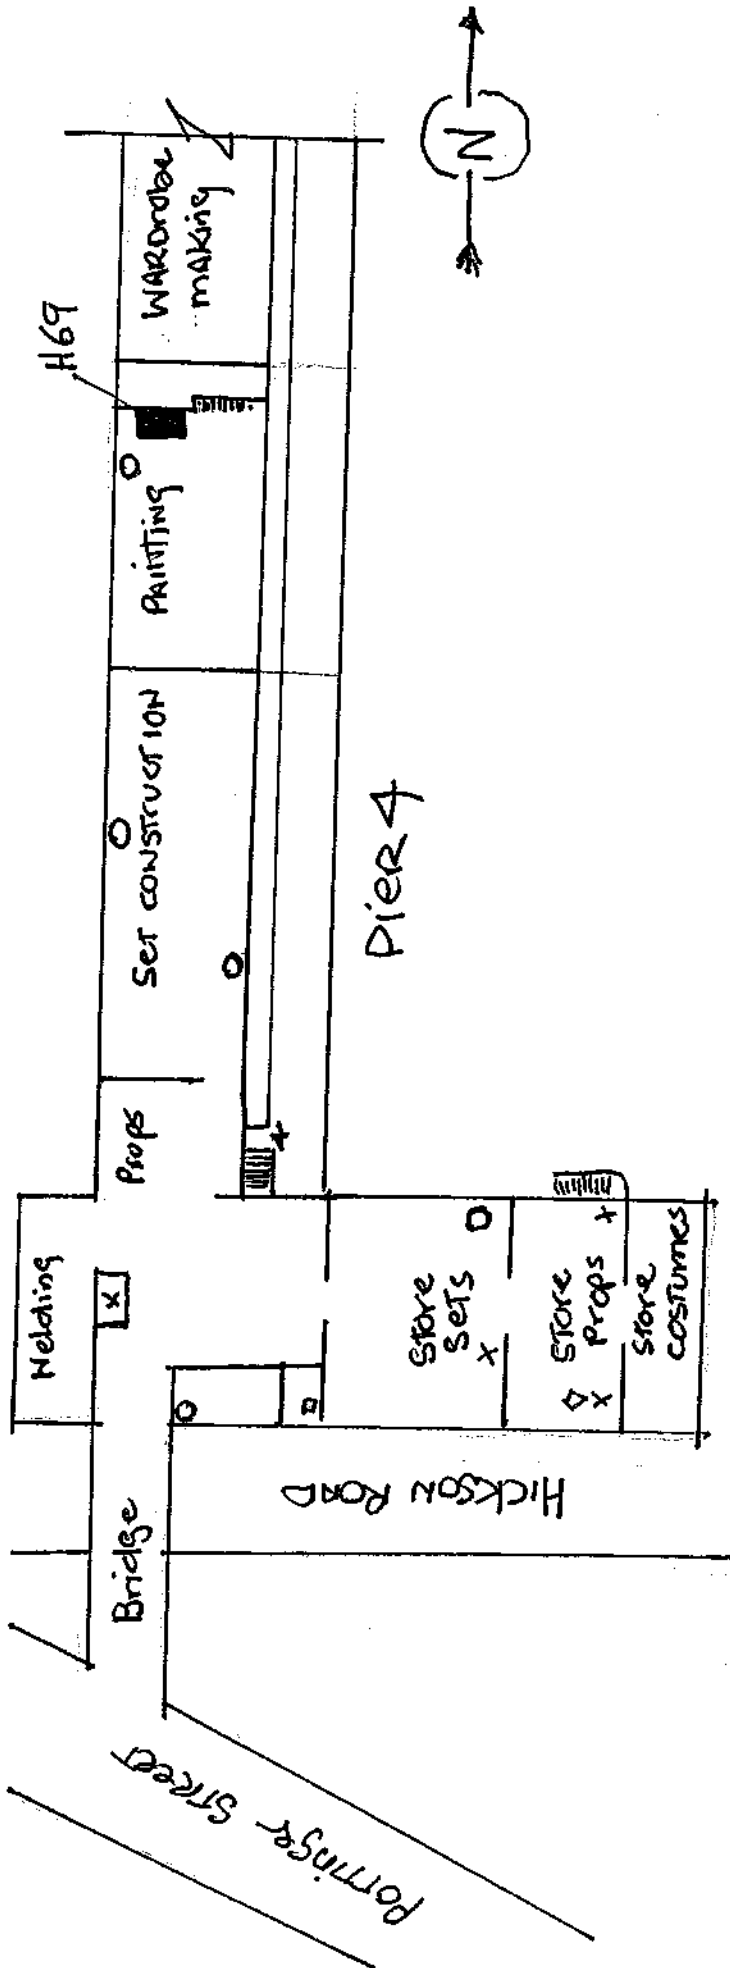 N
WARDrobe
mAKing
H69
PAinTing
SeT CONSTRUCTION
Pier 4
Props
Welding
X
STore
SeTs
X
STore
Props
X
X
Store
COSTUMES
HICKSON ROAD
Bridge
Pottinger STreet